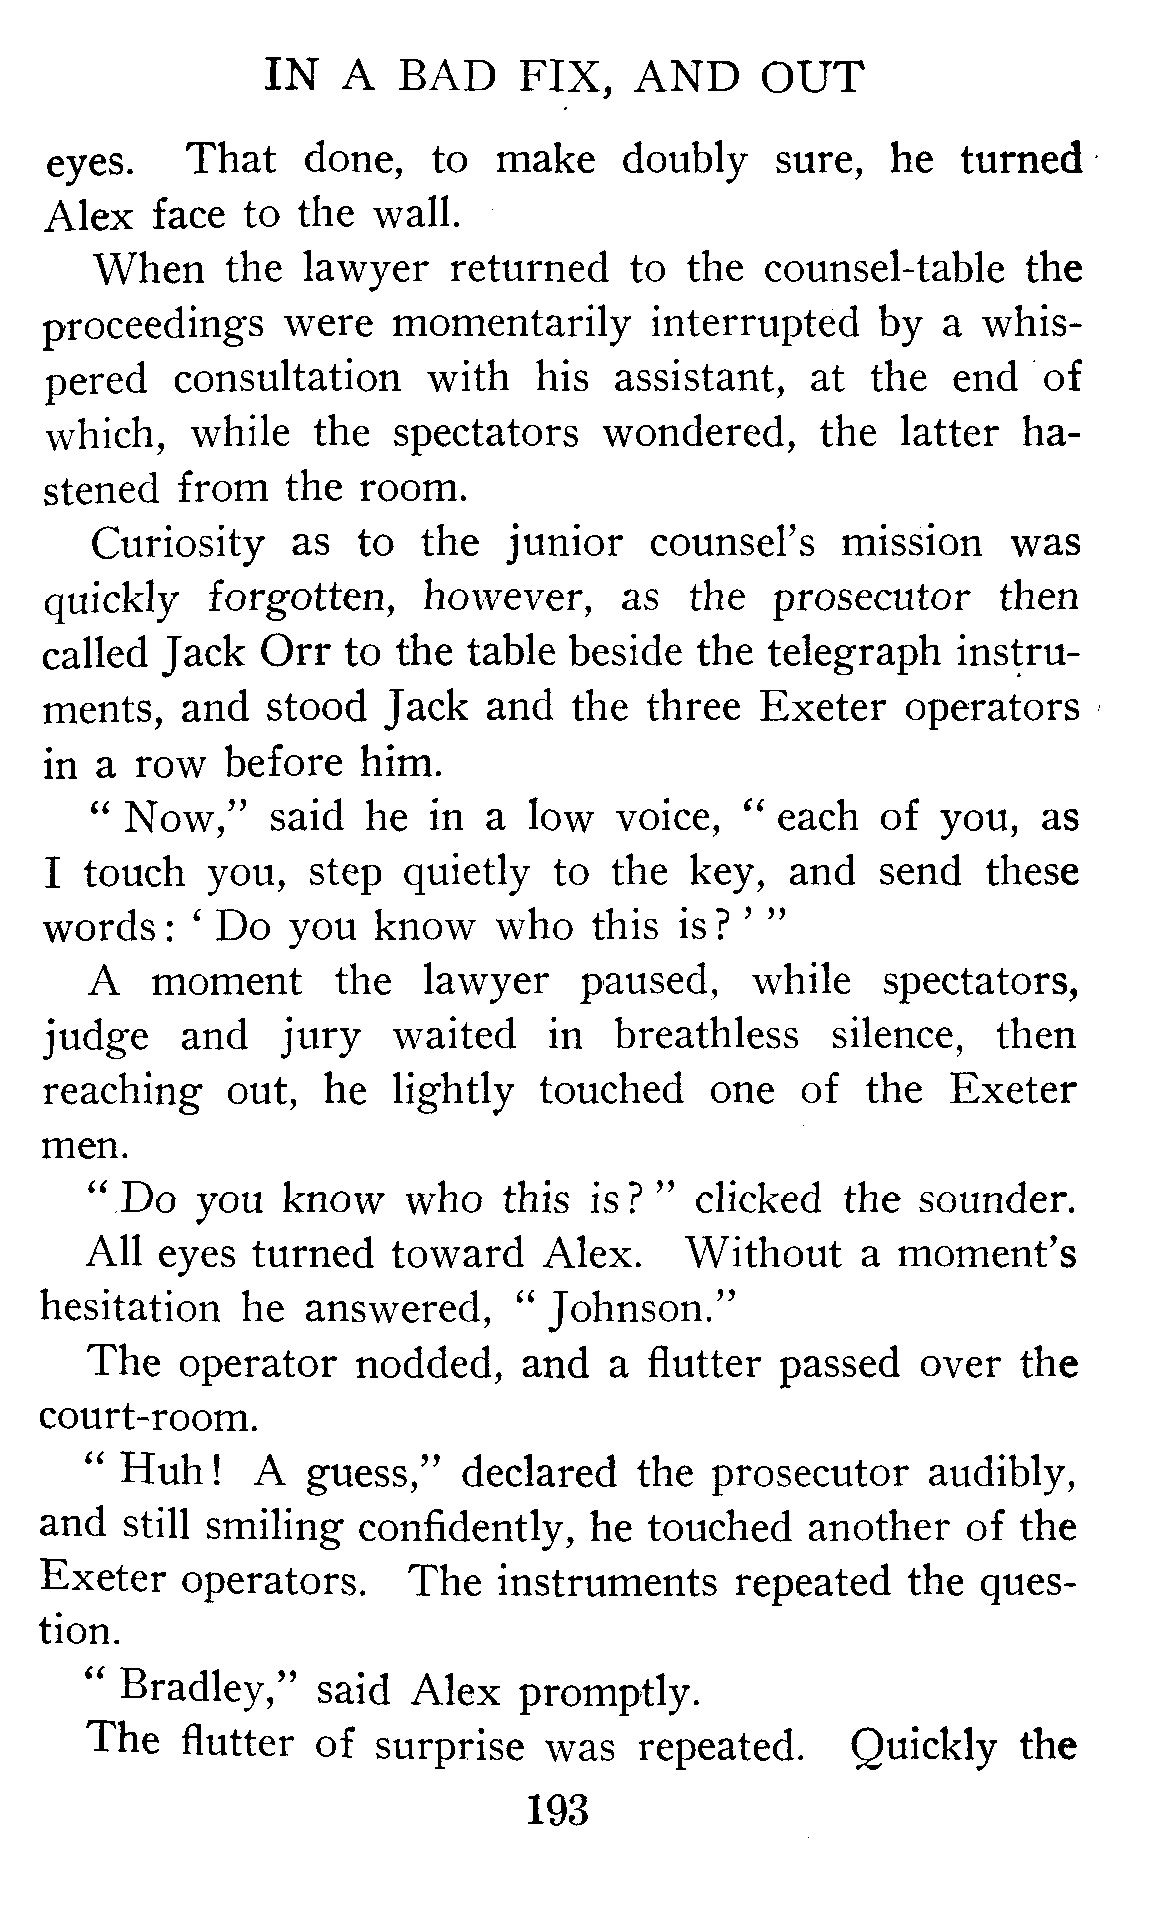 IN A BAD FIX, AND OUT
eyes. That done, to make doubly sure, he turned
Alex face to the wall.
When the lawyer returned to the counsel-table the
proceedings were momentarily interrupted by a whis-
pered consultation with his assistant, at the end of
which, while the spectators wondered, the latter ha-
stened from the room.
Curiosity as to the junior counsel's mission was
quickly forgotten, however, as the prosecutor then
called Jack Orr to the table beside the telegraph instru-
ments, and stood Jack and the three Exeter operators
in a row before him.
“ Now,” said he in a low voice, “ each of you, as
I touch you, step quietly to the key, and send these
words : ‘ Do you know who this is ? ’ ”
A moment the lawyer paused, while spectators,
judge and jury waited in breathless silence, then
reaching out, he lightly touched one of the Exeter
men.
“ Do you know who this is ? ” clicked the sounder.
All eyes turned toward Alex. Without a moment's
hesitation he answered, “ Johnson.”
The operator nodded, and a flutter passed over the
court-room.
“ Huh ! A guess,” declared the prosecutor audibly,
and still smiling confidently, he touched another of the
Exeter operators. The instruments repeated the ques-
tion.
“ Bradley,” said Alex promptly.
The flutter of surprise was repeated. Quickly the
193